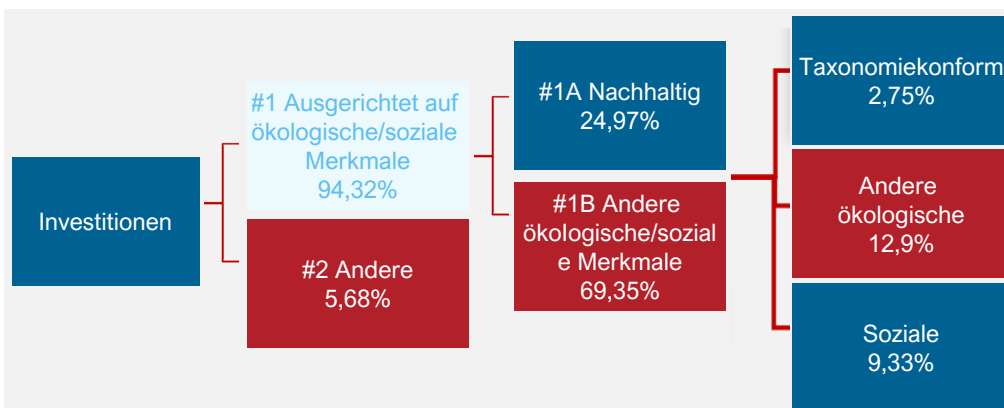 Investitionen
#1 Ausgerichtet auf
ökologische/soziale
Merkmale
94,32%
#2 Andere
5,68%
#1A Nachhaltig
24,97%
#1B Andere
ökologische/sozial
e Merkmale
69,35%
Taxonomiekonform
2,75%
Andere
ökologische
12,9%
Soziale
9,33%